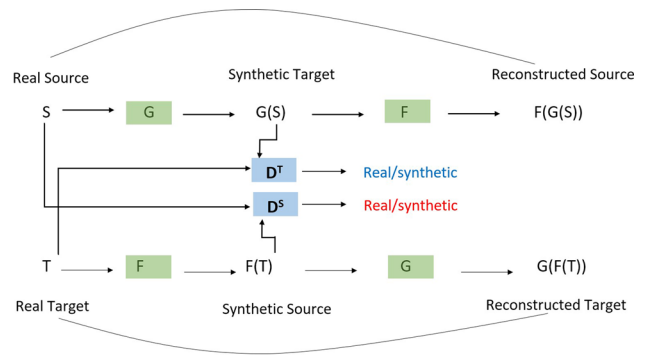 Real Source Synthetic Target Reconstructed Source
S G G(S) F F(G(S))
Dᵀ Real/synthetic
Dˢ Real/synthetic
T F F(T) G G(F(T))
Real Target Synthetic Source Reconstructed Target